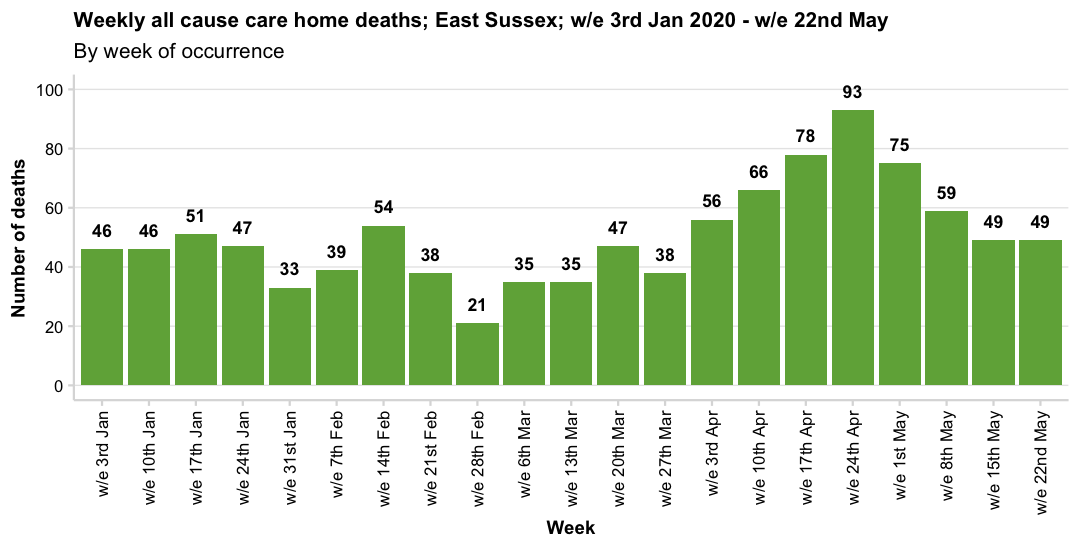 Weekly all cause care home deaths; East Sussex; w/e 3rd Jan 2020 - w/e 22nd May
By week of occurrence
Number of deaths
100
80
60
40
20
0
46
46
51
47
33
39
54
38
21
35
35
47
38
56
66
78
93
75
59
49
49
w/e 3rd Jan
w/e 10th Jan
w/e 17th Jan
w/e 24th Jan
w/e 31st Jan
w/e 7th Feb
w/e 14th Feb
w/e 21st Feb
w/e 28th Feb
w/e 6th Mar
w/e 13th Mar
w/e 20th Mar
w/e 27th Mar
w/e 3rd Apr
w/e 10th Apr
w/e 17th Apr
w/e 24th Apr
w/e 1st May
w/e 8th May
w/e 15th May
w/e 22nd May
Week